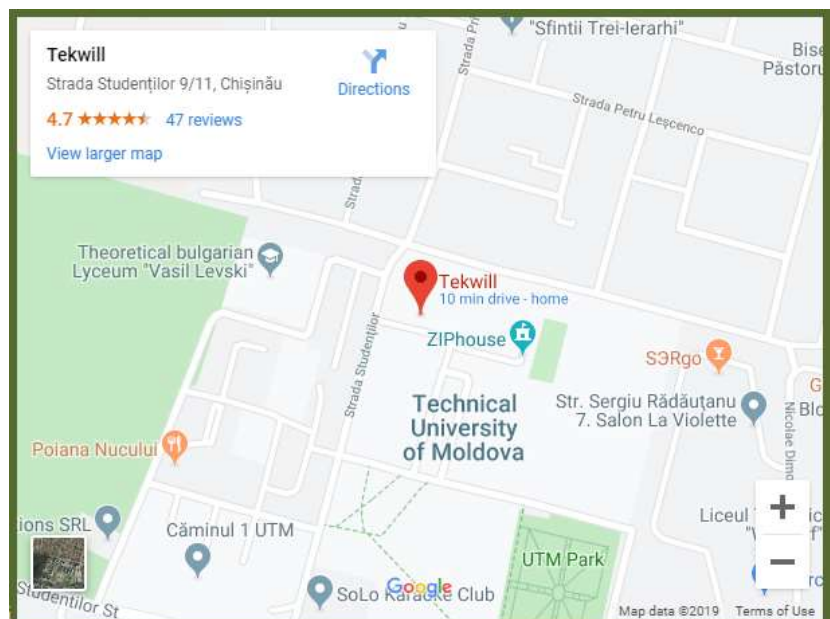 Tekwill
Strada Studenților 9/11, Chișinău
4.7
47 reviews
View larger map
Directions
"Sfintii Trei-Ierarhi"
Strada Petru Leșcenco
Theoretical bulgarian
Lyceum "Vasil Levski"
Tekwill
10 min drive - home
ZIPhouse
Strada Studenților
SЭRgo
Technical
University
of Moldova
Str. Sergiu Rădăuțanu
7. Salon La Violette
Poiana Nucului
Căminul 1 UTM
UTM Park
SoLo Karaoke Club
Google
Studentilor St
Liceul
+
−
Map data ©2019
Terms of Use